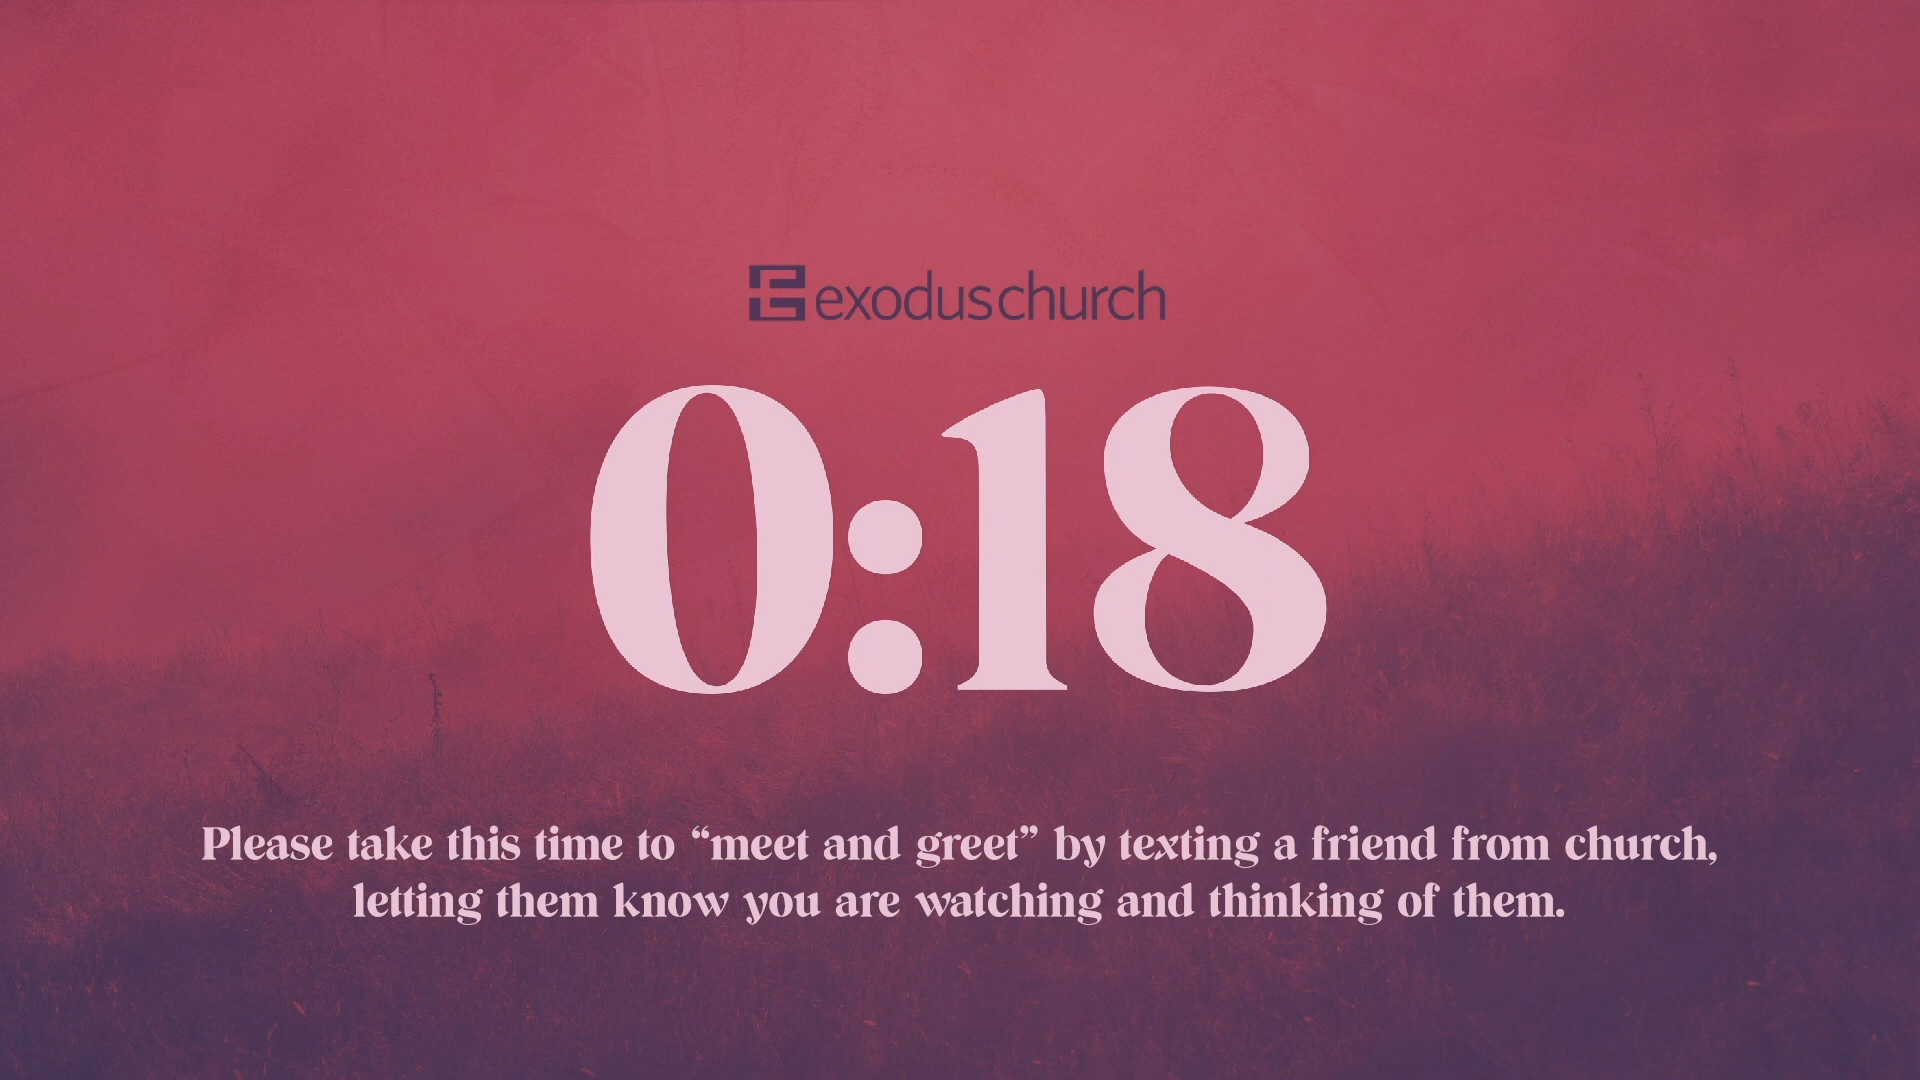 exoduschurch
0:18
Please take this time to “meet and greet” by texting a friend from church,
letting them know you are watching and thinking of them.